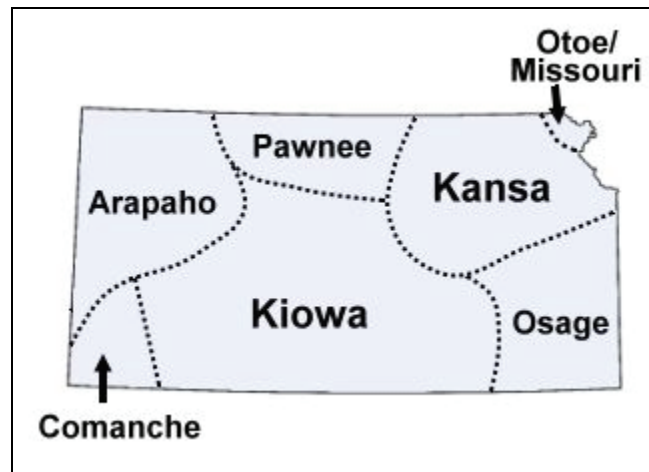 Otoe/
Missouri
Pawnee
Kansa
Arapaho
Kiowa
Osage
Comanche